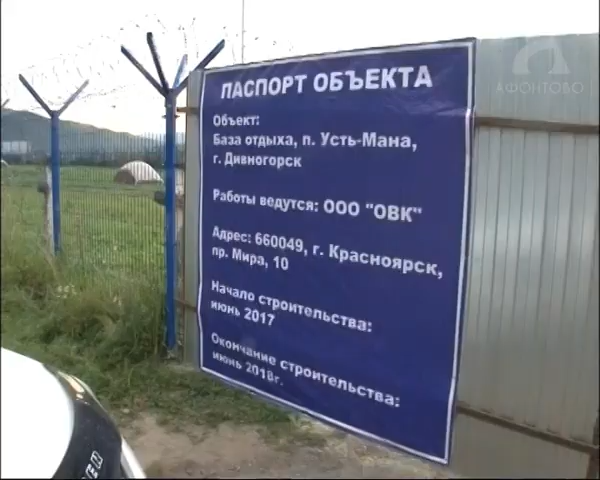 АФОНТОВО
ПАСПОРТ ОБЪЕКТА
Объект:
База отдыха, п. Усть-Мана,
г. Дивногорск
Работы ведутся: ООО "ОВК"
Адрес: 660049, г. Красноярск,
пр. Мира, 10
Начало строительства:
июнь 2017
Окончание строительства:
июнь 2018г.